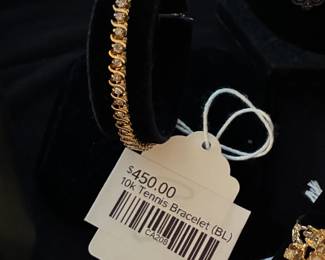 $450.00
10k Tennis Bracelet (BL)
CA208